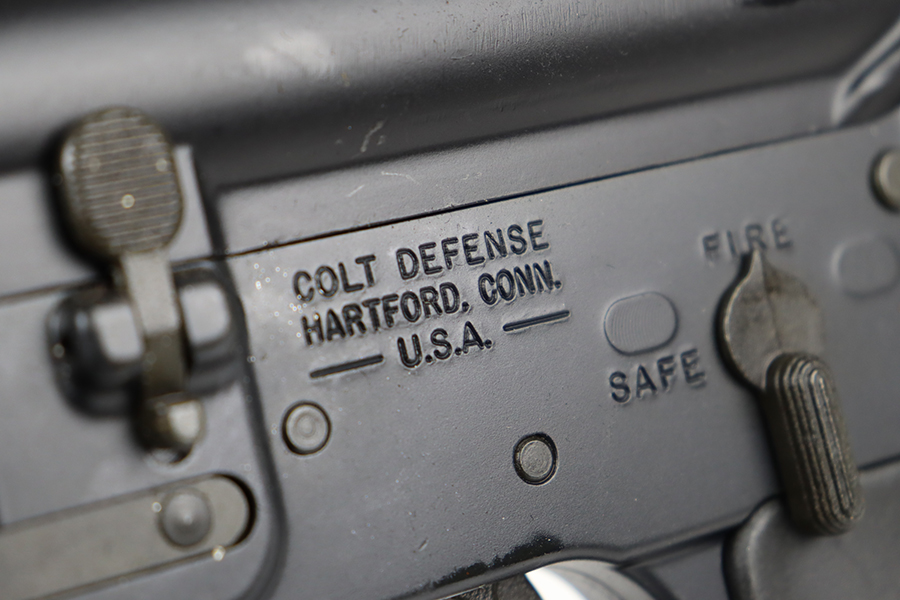 COLT DEFENSE
HARTFORD, CONN.
U.S.A.
FIRE
SAFE